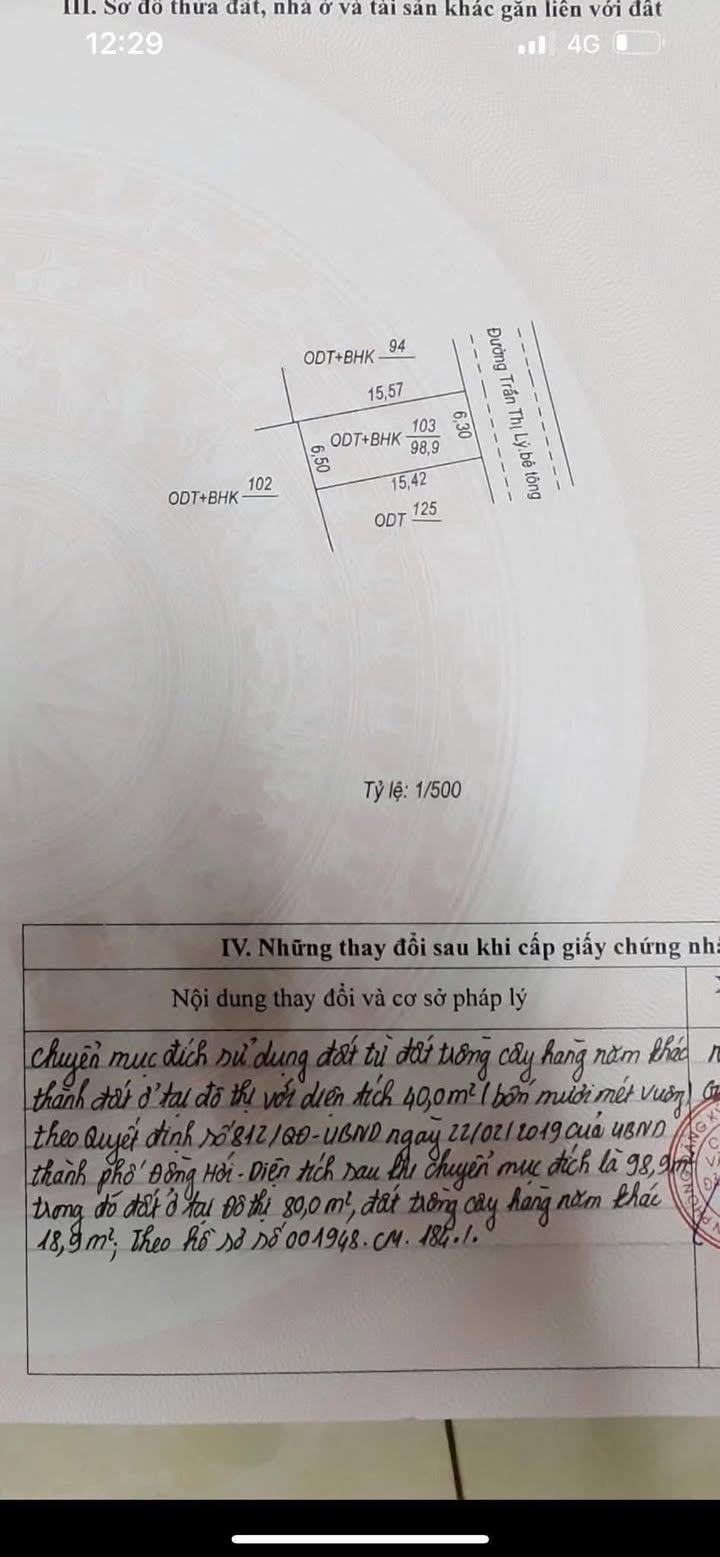 III. Sơ đồ thửa đất, nhà ở và tài sản khác gắn liền với đất
12:29
4G
ODT+BHK 94
15,57
Đường Trần Thị Lý.bê tông
6,30
ODT+BHK 103
98,9
6,50
15,42
ODT+BHK 102
ODT 125
Tỷ lệ: 1/500
IV. Những thay đổi sau khi cấp giấy chứng nh
Nội dung thay đổi và cơ sở pháp lý
chuyển mục đích sử dụng đất từ đất trồng cây hàng năm khác
thành đất ở tại đô thị với diện tích 40,0m² (bốn mươi mét vuông)
theo Quyết định số 812/QĐ-UBND ngày 22/02/2019 của UBND
thành phố Đồng Hới - Diện tích sau khi chuyển mục đích là 98,9m²
trong đó đất ở tại Đô thị 80,0 m², đất trồng cây hàng năm khác
18,9m²; Theo hồ sơ số 001948.CM.184.1.